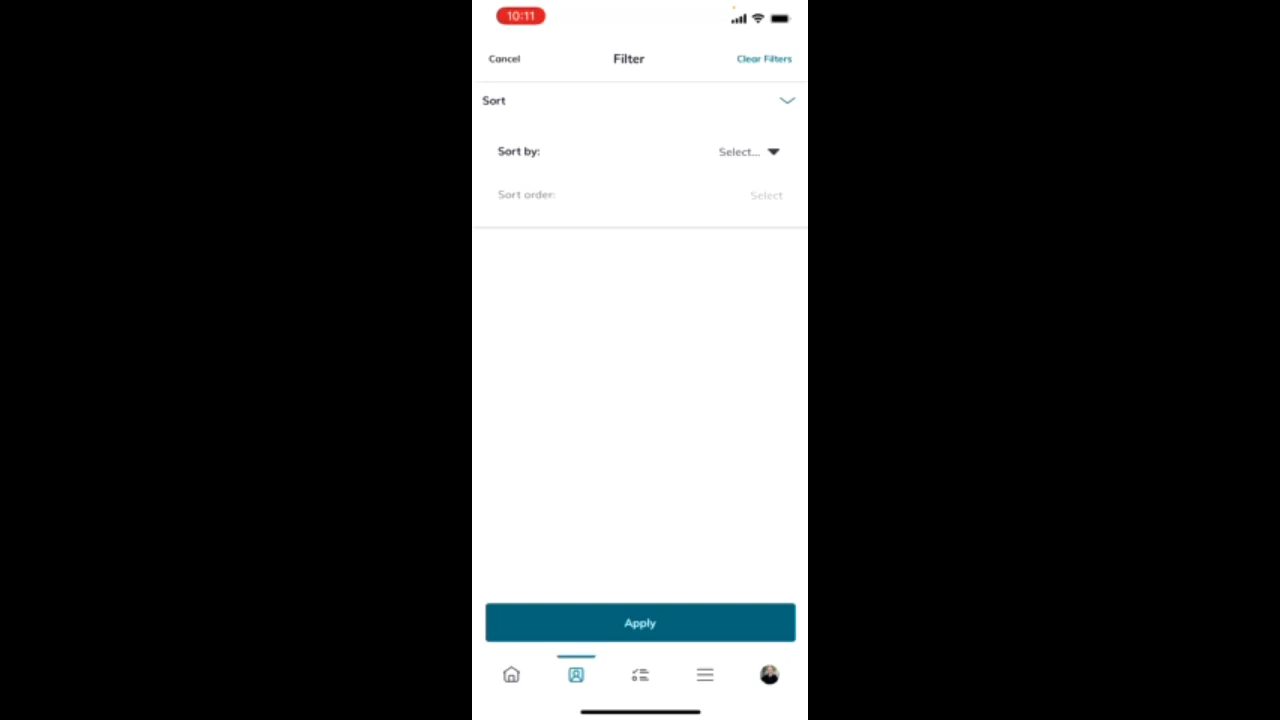 10:11
Cancel Filter Clear Filters
Sort
Sort by: Select...
Sort order: Select
Apply